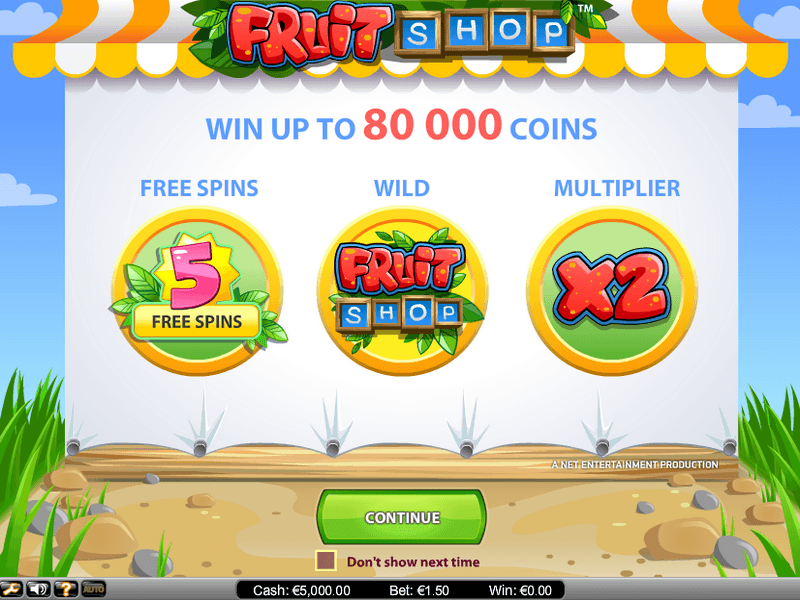 FRUIT SHOP™
WIN UP TO 80 000 COINS
FREE SPINS WILD MULTIPLIER
5
FREE SPINS
FRUIT
SHOP
X2
A NET ENTERTAINMENT PRODUCTION
CONTINUE
Don't show next time
? AUTO Cash: €5,000.00 Bet: €1.50 Win: €0.00